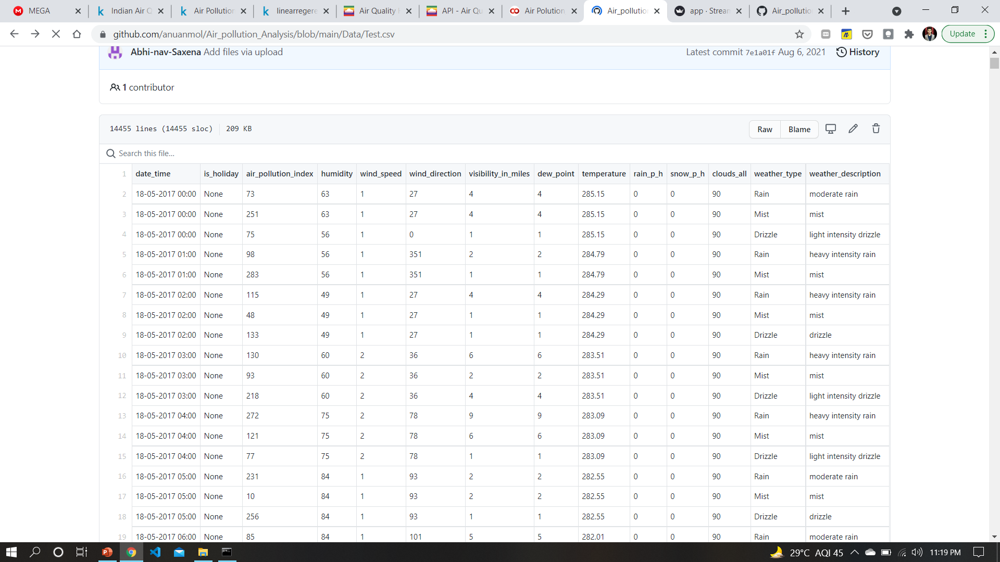 MEGA
Indian Air Q
Air Pollution
linearregere
Air Quality
API - Air Qu
Air Polution
Air_pollutio
app · Stream
Air_pollutio
github.com/anuanmol/Air_pollution_Analysis/blob/main/Data/Test.csv
Update
Abhi-nav-Saxena Add files via upload Latest commit 7e1a01f Aug 6, 2021 History
1 contributor
14455 lines (14455 sloc) 209 KB Raw Blame
Search this file...
1 date_time is_holiday air_pollution_index humidity wind_speed wind_direction visibility_in_miles dew_point temperature rain_p_h snow_p_h clouds_all weather_type weather_description
2 18-05-2017 00:00 None 73 63 1 27 4 4 285.15 0 0 90 Rain moderate rain
3 18-05-2017 00:00 None 251 63 1 27 4 4 285.15 0 0 90 Mist mist
4 18-05-2017 00:00 None 75 56 1 0 1 1 285.15 0 0 90 Drizzle light intensity drizzle
5 18-05-2017 01:00 None 98 56 1 351 2 2 284.79 0 0 90 Rain heavy intensity rain
6 18-05-2017 01:00 None 283 56 1 351 1 1 284.79 0 0 90 Mist mist
7 18-05-2017 02:00 None 115 49 1 27 4 4 284.29 0 0 90 Rain heavy intensity rain
8 18-05-2017 02:00 None 48 49 1 27 1 1 284.29 0 0 90 Mist mist
9 18-05-2017 02:00 None 133 49 1 27 1 1 284.29 0 0 90 Drizzle drizzle
10 18-05-2017 03:00 None 130 60 2 36 6 6 283.51 0 0 90 Rain heavy intensity rain
11 18-05-2017 03:00 None 93 60 2 36 2 2 283.51 0 0 90 Mist mist
12 18-05-2017 03:00 None 218 60 2 36 4 4 283.51 0 0 90 Drizzle light intensity drizzle
13 18-05-2017 04:00 None 272 75 2 78 9 9 283.09 0 0 90 Rain heavy intensity rain
14 18-05-2017 04:00 None 121 75 2 78 6 6 283.09 0 0 90 Mist mist
15 18-05-2017 04:00 None 77 75 2 78 1 1 283.09 0 0 90 Drizzle light intensity drizzle
16 18-05-2017 05:00 None 231 84 1 93 2 2 282.55 0 0 90 Rain moderate rain
17 18-05-2017 05:00 None 10 84 1 93 2 2 282.55 0 0 90 Mist mist
18 18-05-2017 05:00 None 256 84 1 93 1 1 282.55 0 0 90 Drizzle drizzle
19 18-05-2017 06:00 None 85 84 1 101 5 5 282.01 0 0 90 Rain moderate rain
29°C AQI 45 11:19 PM